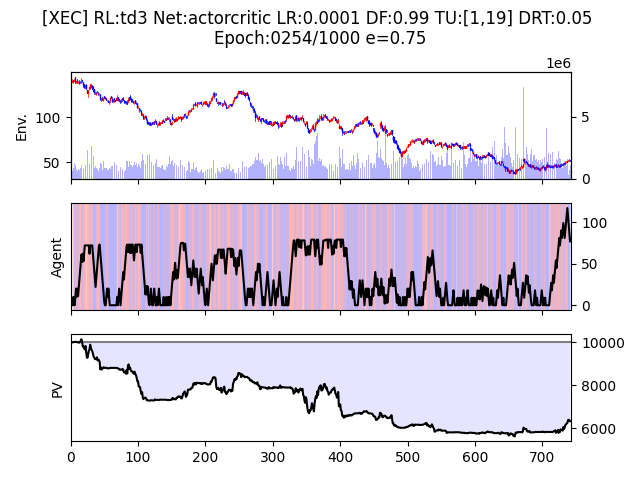 [XEC] RL:td3 Net:actorcritic LR:0.0001 DF:0.99 TU:[1,19] DRT:0.05
Epoch:0254/1000 e=0.75
1e6
Env.
100
50
5
0
Agent
100
50
0
PV
10000
8000
6000
0 100 200 300 400 500 600 700